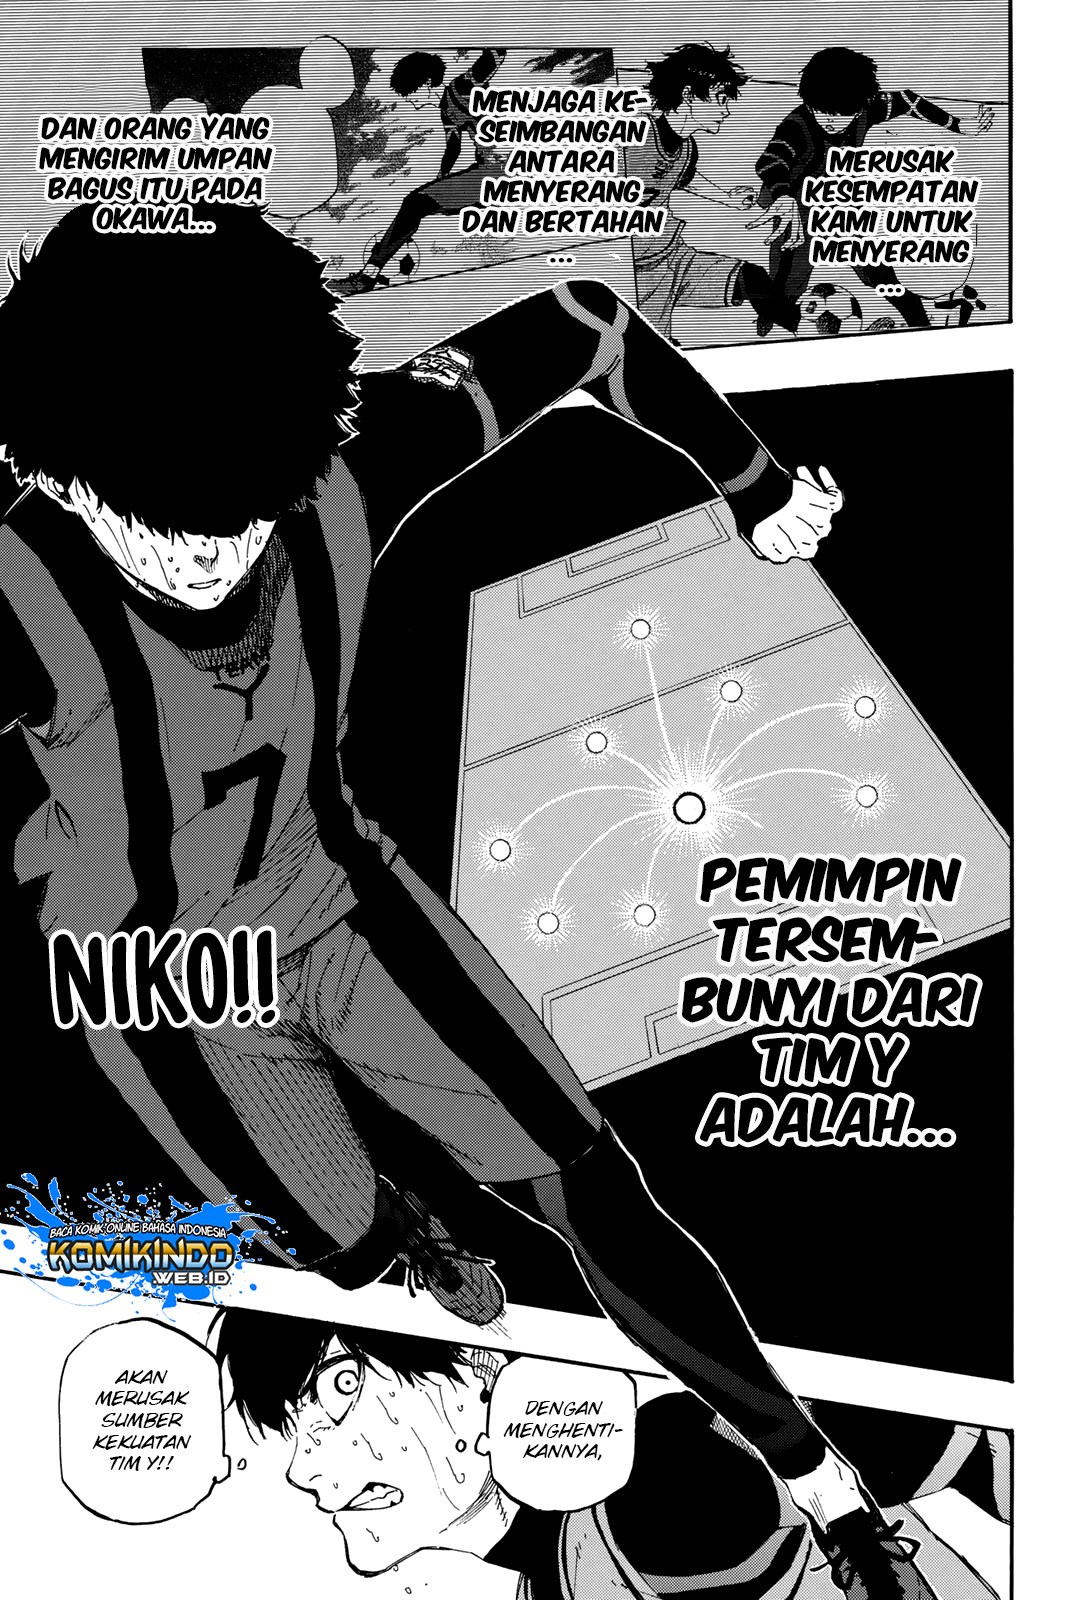 MERUSAK
KESEMPATAN
KAMI UNTUK
MENYERANG
...
MENJAGA KE-
SEIMBANGAN
ANTARA
MENYERANG
DAN BERTAHAN
...
DAN ORANG YANG
MENGIRIM UMPAN
BAGUS ITU PADA
OKAWA...
TEAM
Y
7
PEMIMPIN
TERSEM-
BUNYI DARI
TIM Y
ADALAH...
NIKO!!
BACA KOMIK ONLINE BAHASA INDONESIA
KOMIKINDO
WEB.ID
DENGAN
MENGHENTI-
KANNYA,
AKAN
MERUSAK
SUMBER
KEKUATAN
TIM Y!!